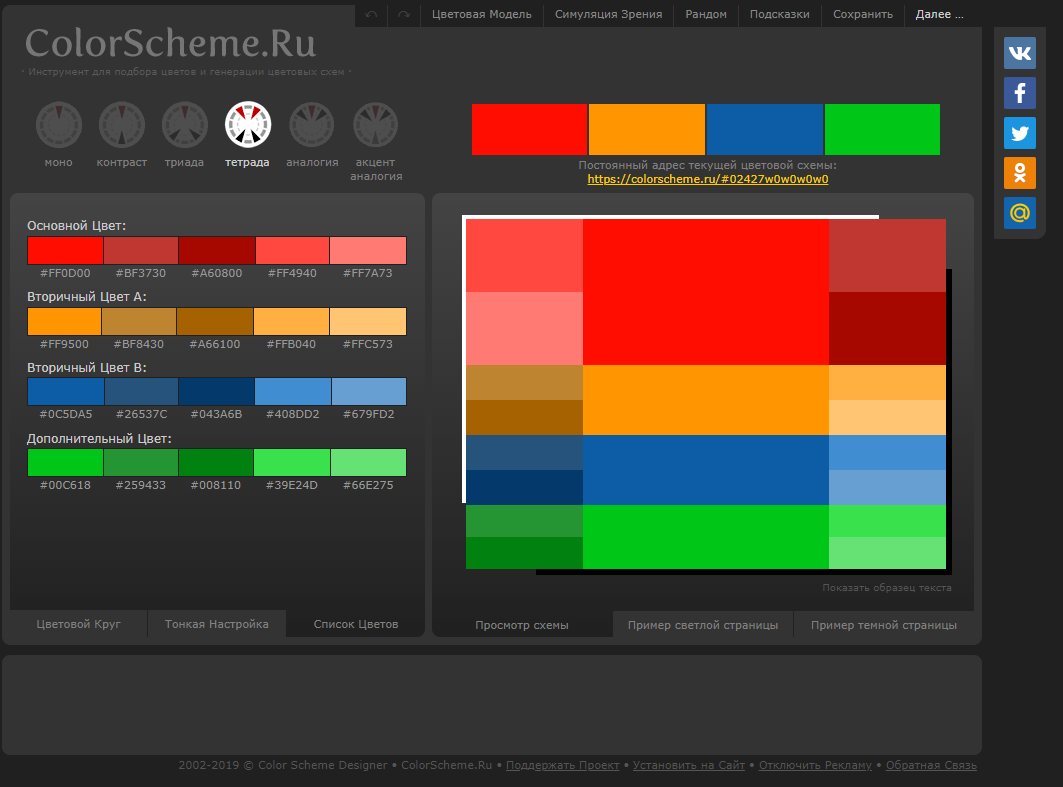 Цветовая Модель Симуляция Зрения Рандом Подсказки Сохранить Далее ...
ColorScheme.Ru
· Инструмент для подбора цветов и генерации цветовых схем ·
моно контраст триада тетрада аналогия акцент
аналогия
Постоянный адрес текущей цветовой схемы:
https://colorscheme.ru/#02427w0w0w0w0
Основной Цвет:
#FF0D00 #BF3730 #A60800 #FF4940 #FF7A73
Вторичный Цвет A:
#FF9500 #BF8430 #A66100 #FFB040 #FFC573
Вторичный Цвет B:
#0C5DA5 #26537C #043A6B #408DD2 #679FD2
Дополнительный Цвет:
#00C618 #259433 #008110 #39E24D #66E275
Показать образец текста
Цветовой Круг Тонкая Настройка Список Цветов
Просмотр схемы Пример светлой страницы Пример темной страницы
2002-2019 © Color Scheme Designer • ColorScheme.Ru • Поддержать Проект • Установить на Сайт • Отключить Рекламу • Обратная Связь